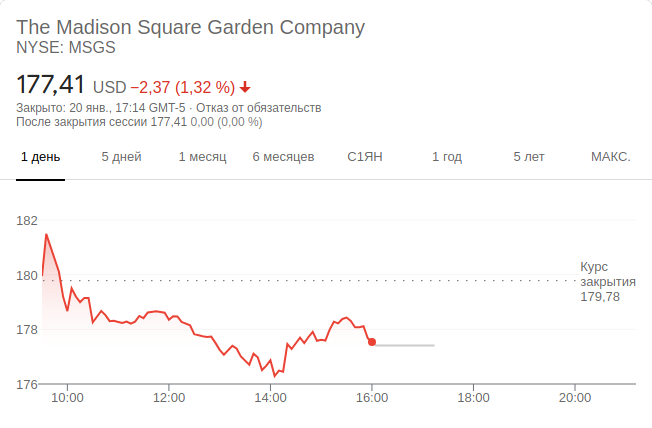 The Madison Square Garden Company
NYSE: MSGS
177,41 USD −2,37 (1,32 %)
Закрыто: 20 янв., 17:14 GMT-5 · Отказ от обязательств
После закрытия сессии 177,41 0,00 (0,00 %)
1 день 5 дней 1 месяц 6 месяцев С1ЯН 1 год 5 лет МАКС.
182
180
178
176
Курс
закрытия
179,78
10:00 12:00 14:00 16:00 18:00 20:00